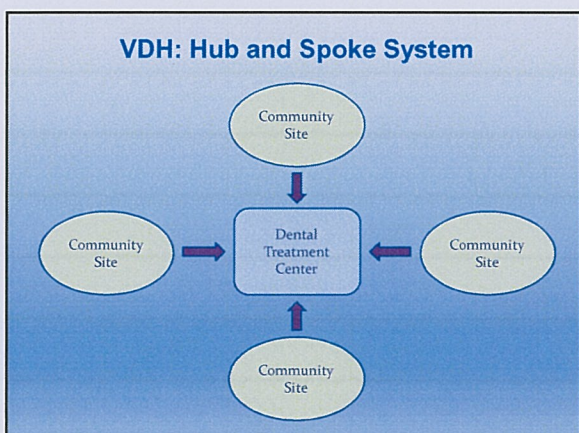 VDH: Hub and Spoke System
Community
Site
Community
Site
Dental
Treatment
Center
Community
Site
Community
Site